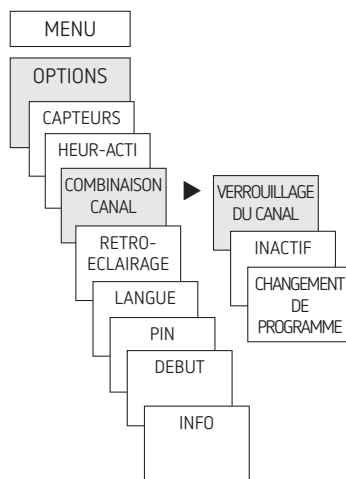 MENU
OPTIONS
CAPTEURS
HEUR-ACTI
COMBINAISON
CANAL
RETRO-
ECLAIRAGE
LANGUE
PIN
DEBUT
INFO
VERROUILLAGE
DU CANAL
INACTIF
CHANGEMENT
DE
PROGRAMME